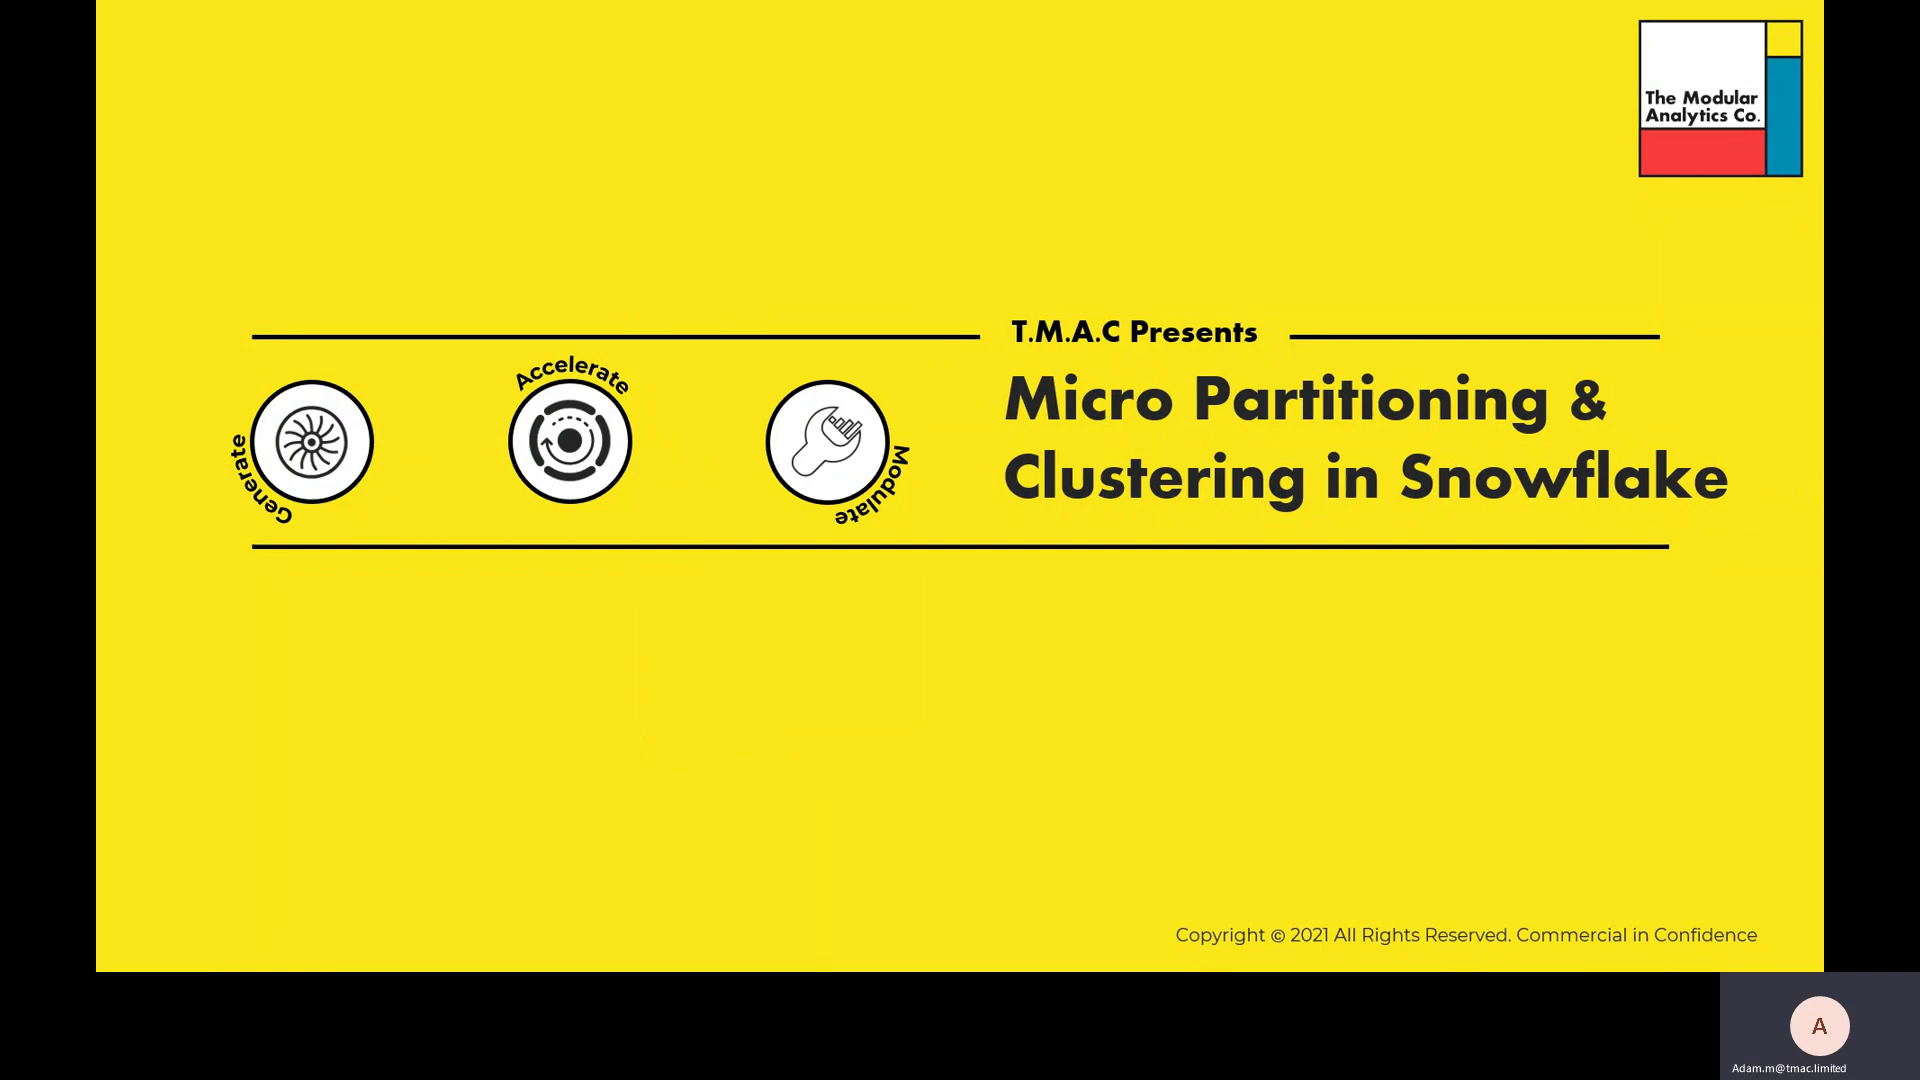 The Modular
Analytics Co.
T.M.A.C Presents
Generate
Accelerate
Modulate
Micro Partitioning &
Clustering in Snowflake
Copyright © 2021 All Rights Reserved. Commercial in Confidence
A
Adam.m@tmac.limited